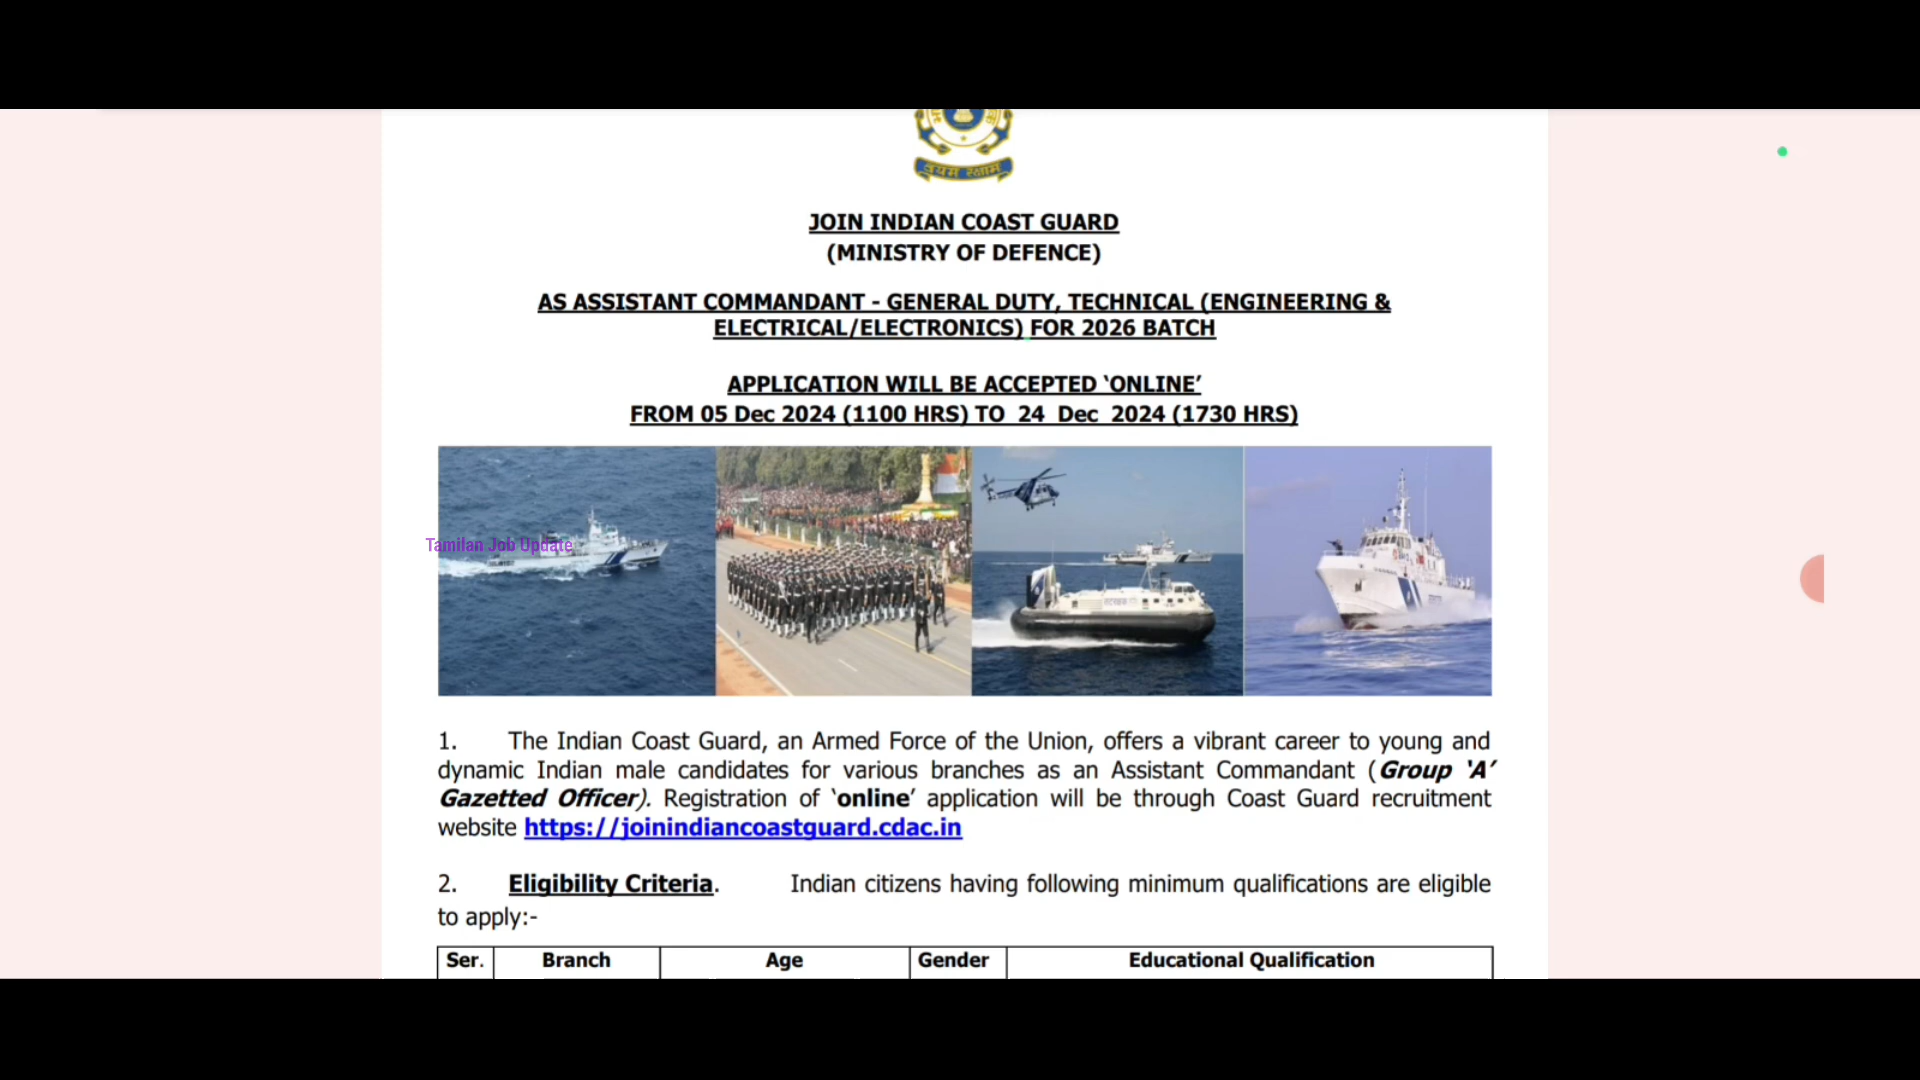 वयम रक्षामः
JOIN INDIAN COAST GUARD
(MINISTRY OF DEFENCE)
AS ASSISTANT COMMANDANT - GENERAL DUTY, TECHNICAL (ENGINEERING &
ELECTRICAL/ELECTRONICS) FOR 2026 BATCH
APPLICATION WILL BE ACCEPTED ‘ONLINE’
FROM 05 Dec 2024 (1100 HRS) TO 24 Dec 2024 (1730 HRS)
Tamilan Job Update
1. The Indian Coast Guard, an Armed Force of the Union, offers a vibrant career to young and
dynamic Indian male candidates for various branches as an Assistant Commandant (Group ‘A’
Gazetted Officer). Registration of ‘online’ application will be through Coast Guard recruitment
website https://joinindiancoastguard.cdac.in
2. Eligibility Criteria. Indian citizens having following minimum qualifications are eligible
to apply:-
Ser. Branch Age Gender Educational Qualification